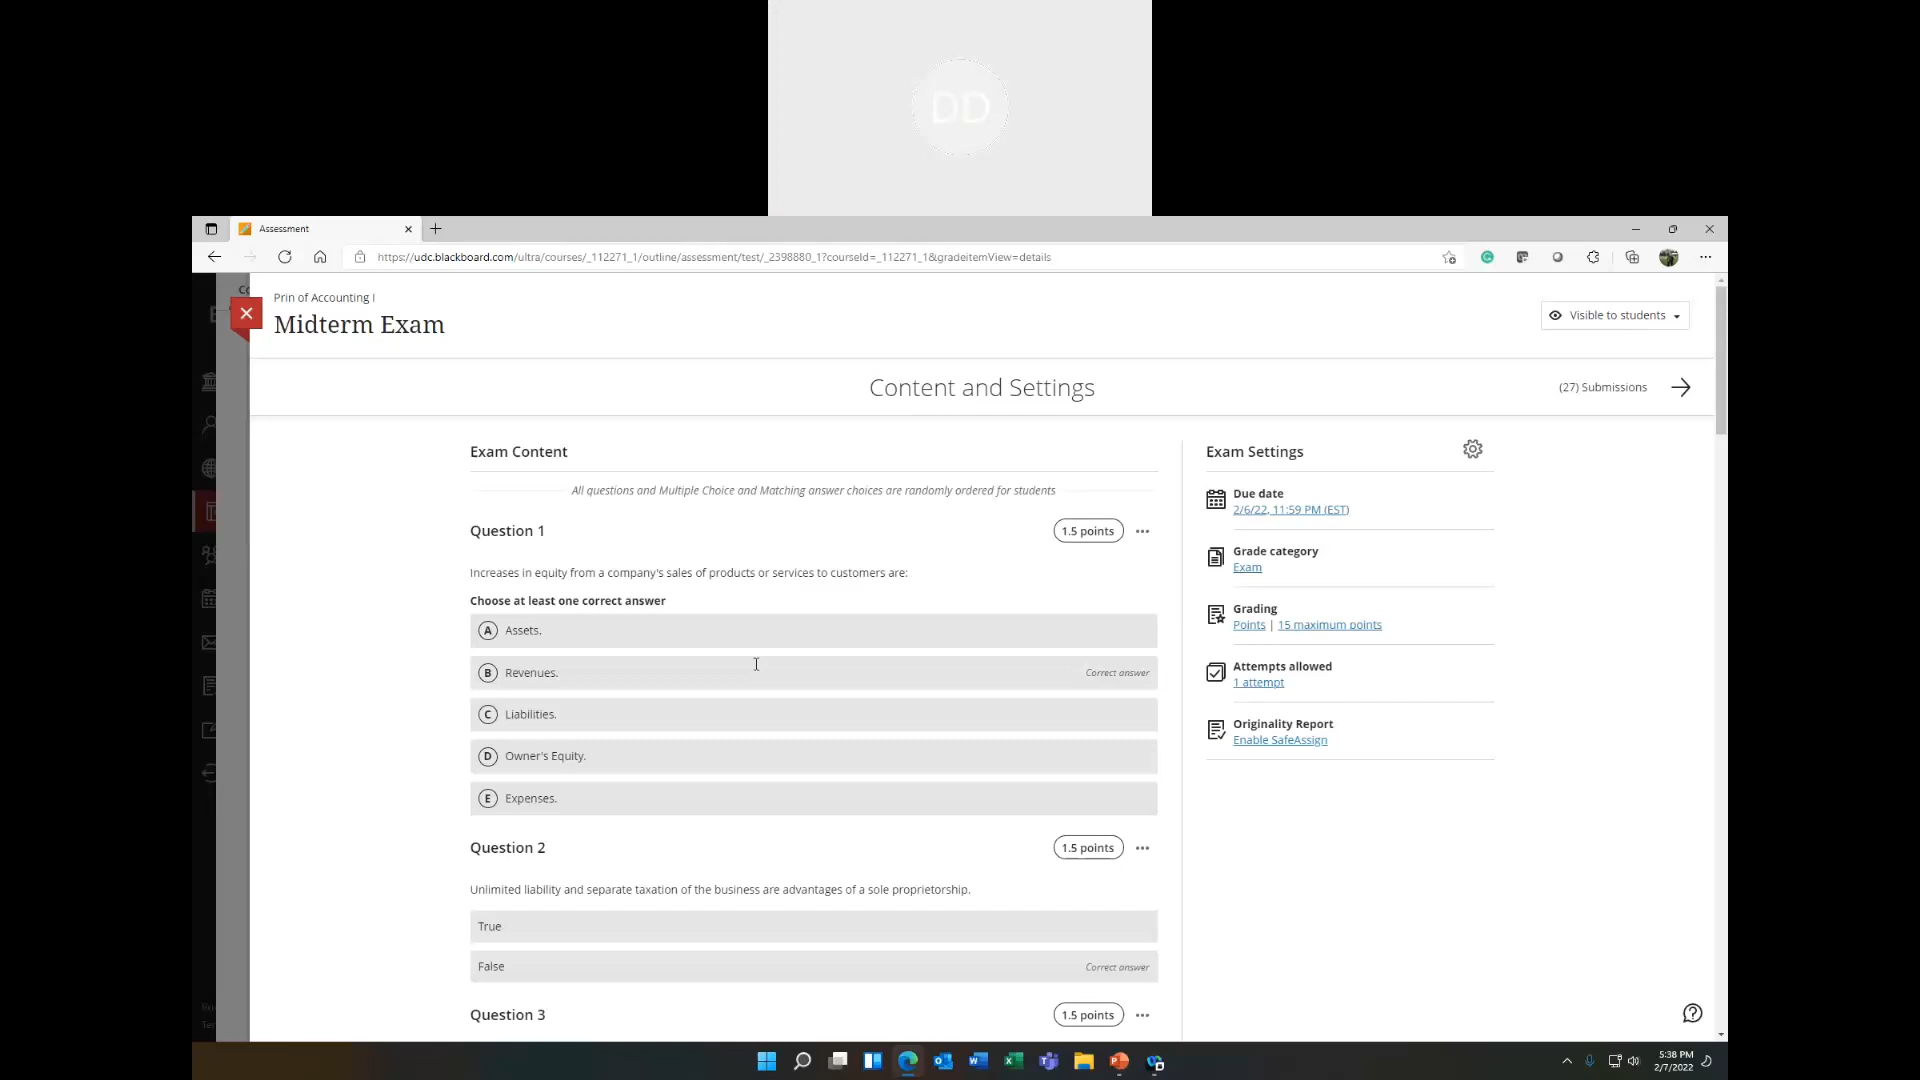 DD
Assessment
https://udc.blackboard.com/ultra/courses/_112271_1/outline/assessment/test/_2398880_1?courseId=_112271_1&gradeitemView=details
Prin of Accounting I
Midterm Exam
Visible to students
Content and Settings
(27) Submissions
Exam Content
All questions and Multiple Choice and Matching answer choices are randomly ordered for students
Question 1
1.5 points
Increases in equity from a company's sales of products or services to customers are:
Choose at least one correct answer
A Assets.
B Revenues.
Correct answer
C Liabilities.
D Owner's Equity.
E Expenses.
Question 2
1.5 points
Unlimited liability and separate taxation of the business are advantages of a sole proprietorship.
True
False
Correct answer
Question 3
1.5 points
Exam Settings
Due date
2/6/22, 11:59 PM (EST)
Grade category
Exam
Grading
Points | 15 maximum points
Attempts allowed
1 attempt
Originality Report
Enable SafeAssign
5:38 PM
2/7/2022